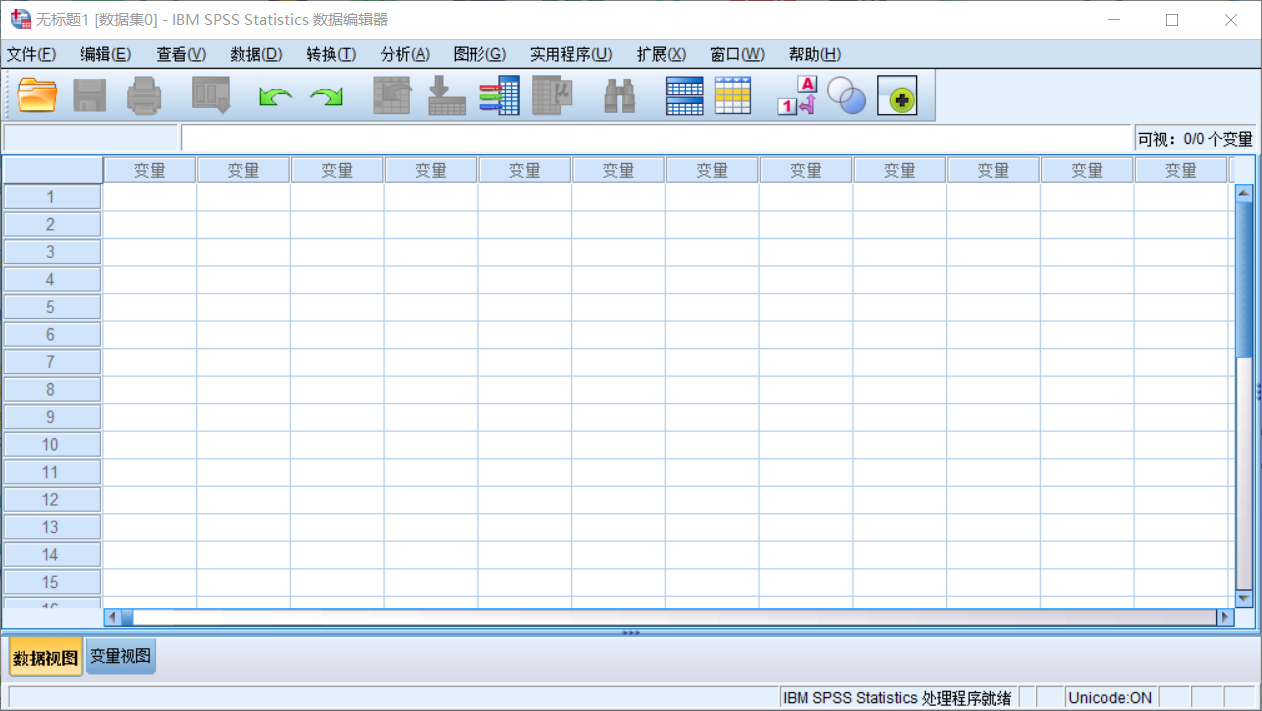 无标题1 [数据集0] - IBM SPSS Statistics 数据编辑器
文件(F) 编辑(E) 查看(V) 数据(D) 转换(T) 分析(A) 图形(G) 实用程序(U) 扩展(X) 窗口(W) 帮助(H)
A
1
μ
可视: 0/0 个变量
变量 变量 变量 变量 变量 变量 变量 变量 变量 变量 变量 变量
1
2
3
4
5
6
7
8
9
10
11
12
13
14
15
16
数据视图 变量视图
IBM SPSS Statistics 处理程序就绪 Unicode:ON